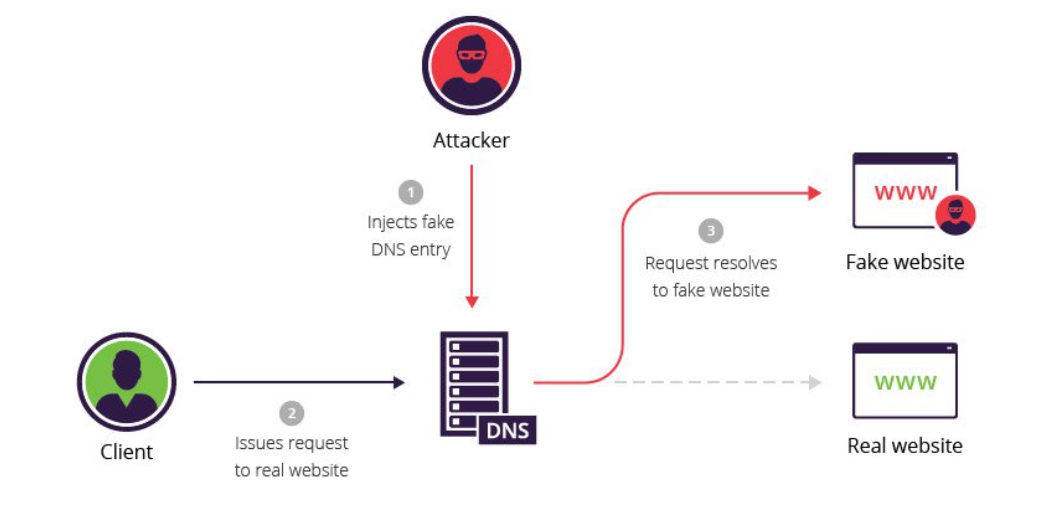 Attacker
1
Injects fake
DNS entry
www
3
Request resolves
to fake website
Fake website
DNS
www
Client
2
Issues request
to real website
Real website